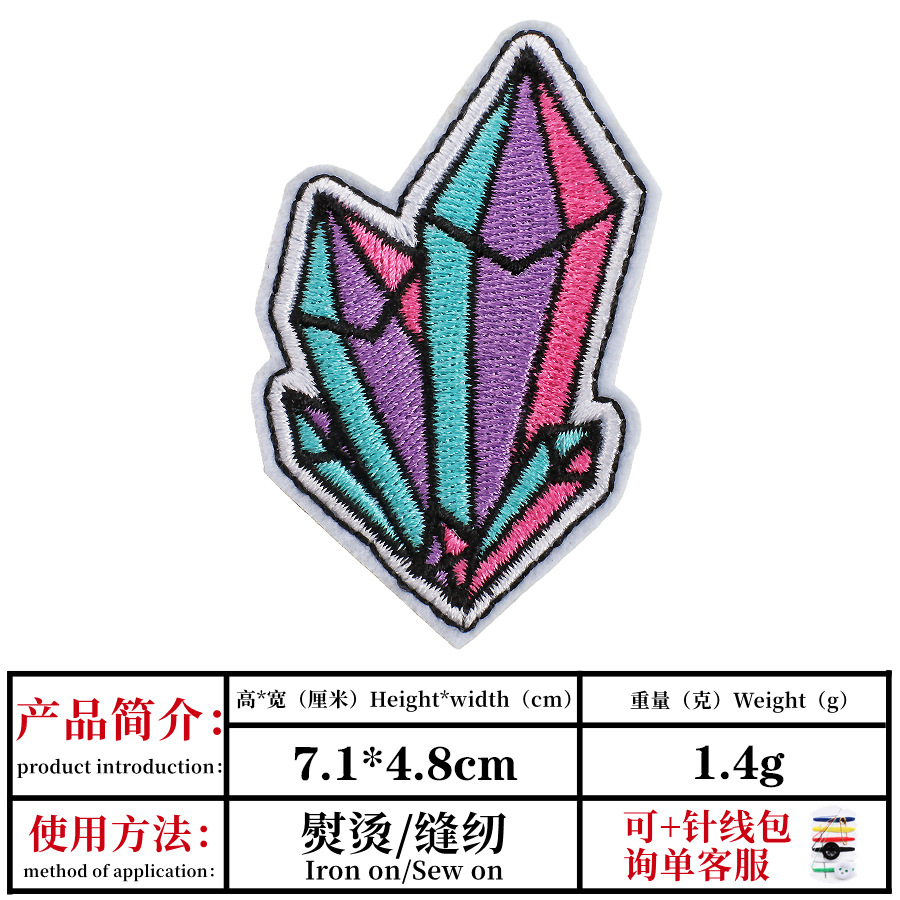 产品简介：
product introduction:
高*宽（厘米）Height*width（cm）
重量（克）Weight（g）
7.1*4.8cm
1.4g
使用方法：
method of application:
熨烫/缝纫
Iron on/Sew on
可+针线包
询单客服